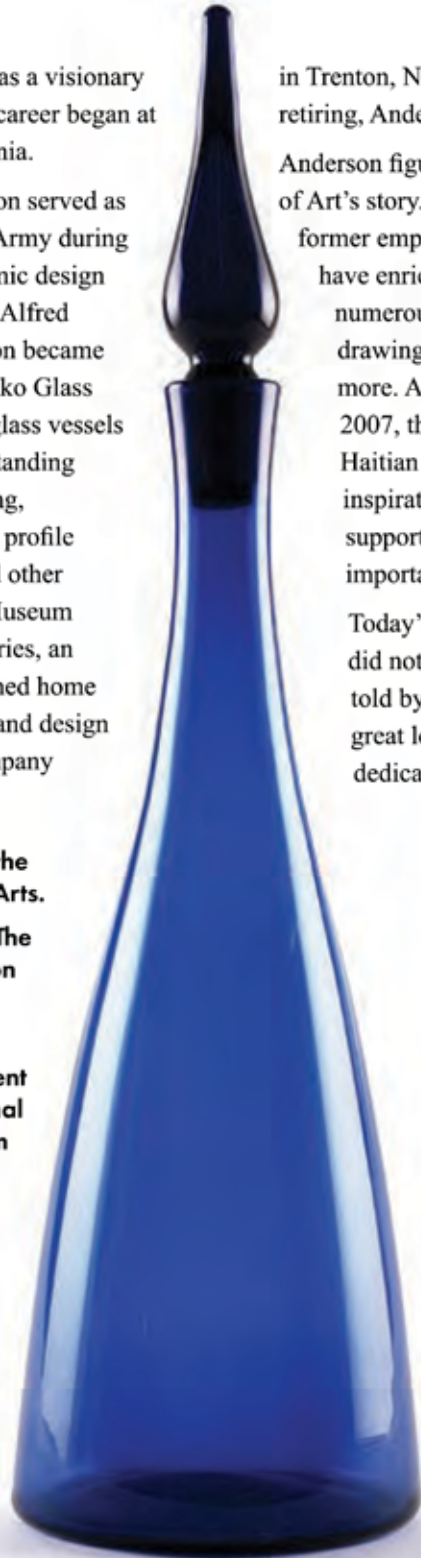 as a visionary
career began at
nia.
on served as
Army during
nic design
Alfred
on became
ko Glass
glass vessels
tanding
ng,
profile
d other
Museum
ries, an
ned home
and design
mpany
the
Arts.
The
on
ent
nal
n
in Trenton, N
retiring, Ande
Anderson figu
of Art’s story.
former emp
have enric
numerou
drawing
more. A
2007, th
Haitian
inspirat
support
importa
Today’
did not
told by
great le
dedica